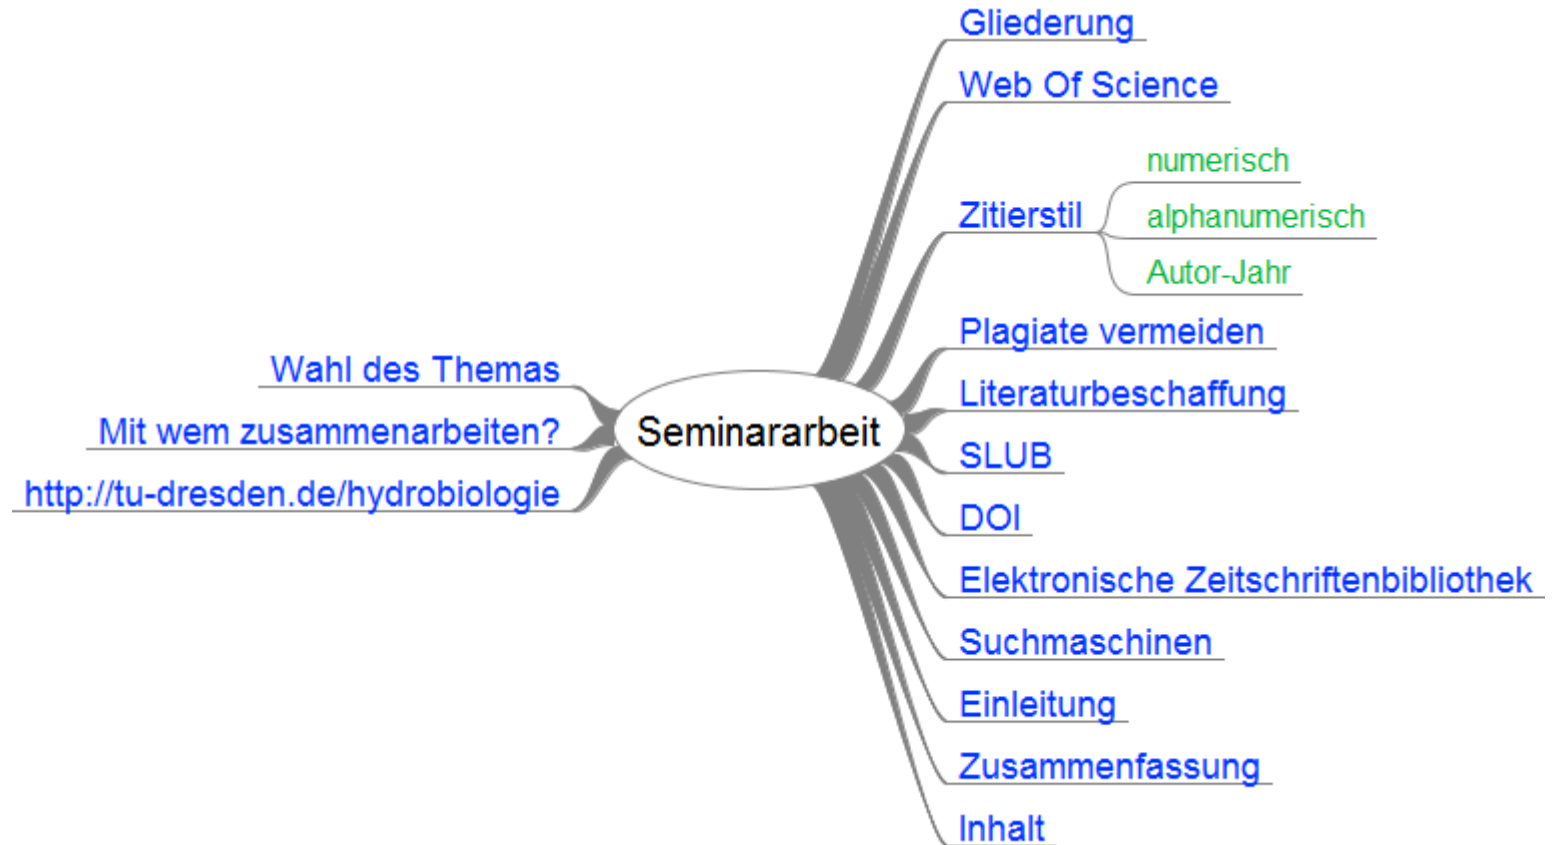 Gliederung
Web Of Science
Zitierstil
numerisch
alphanumerisch
Autor-Jahr
Plagiate vermeiden
Literaturbeschaffung
SLUB
DOI
Elektronische Zeitschriftenbibliothek
Suchmaschinen
Einleitung
Zusammenfassung
Inhalt
Seminararbeit
Wahl des Themas
Mit wem zusammenarbeiten?
http://tu-dresden.de/hydrobiologie